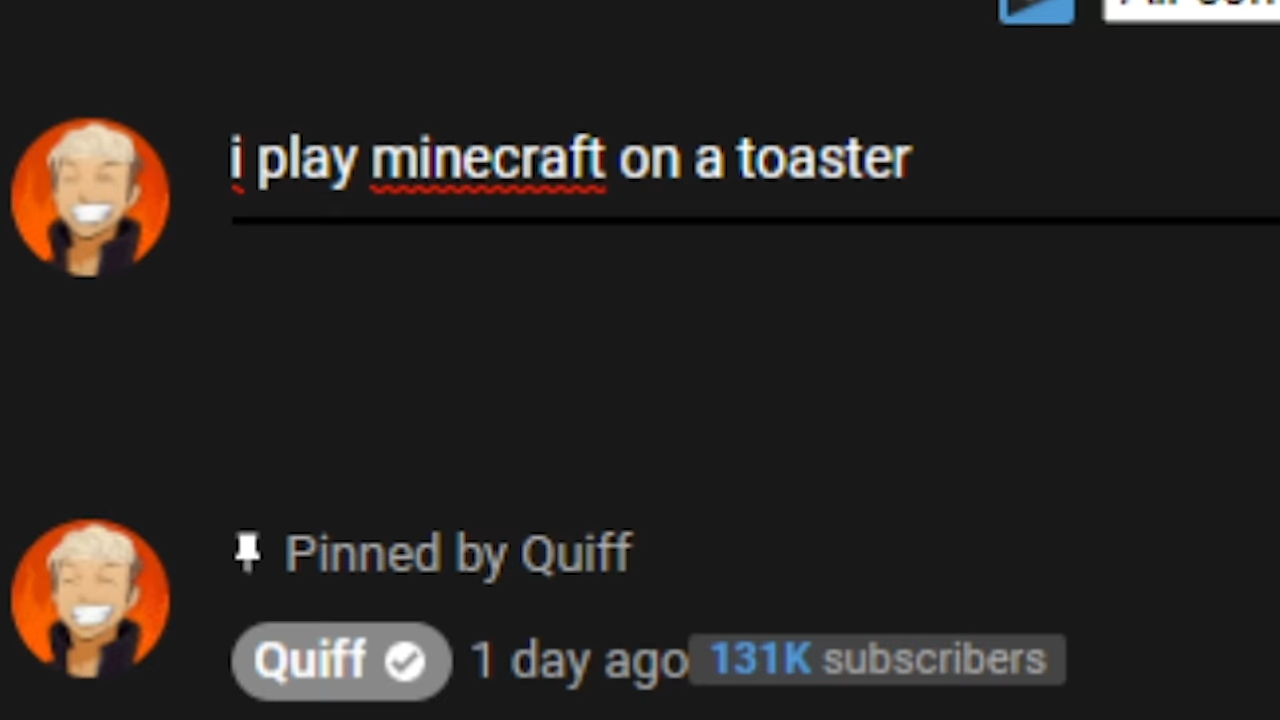 i play minecraft on a toaster
Pinned by Quiff
Quiff 1 day ago 131K subscribers